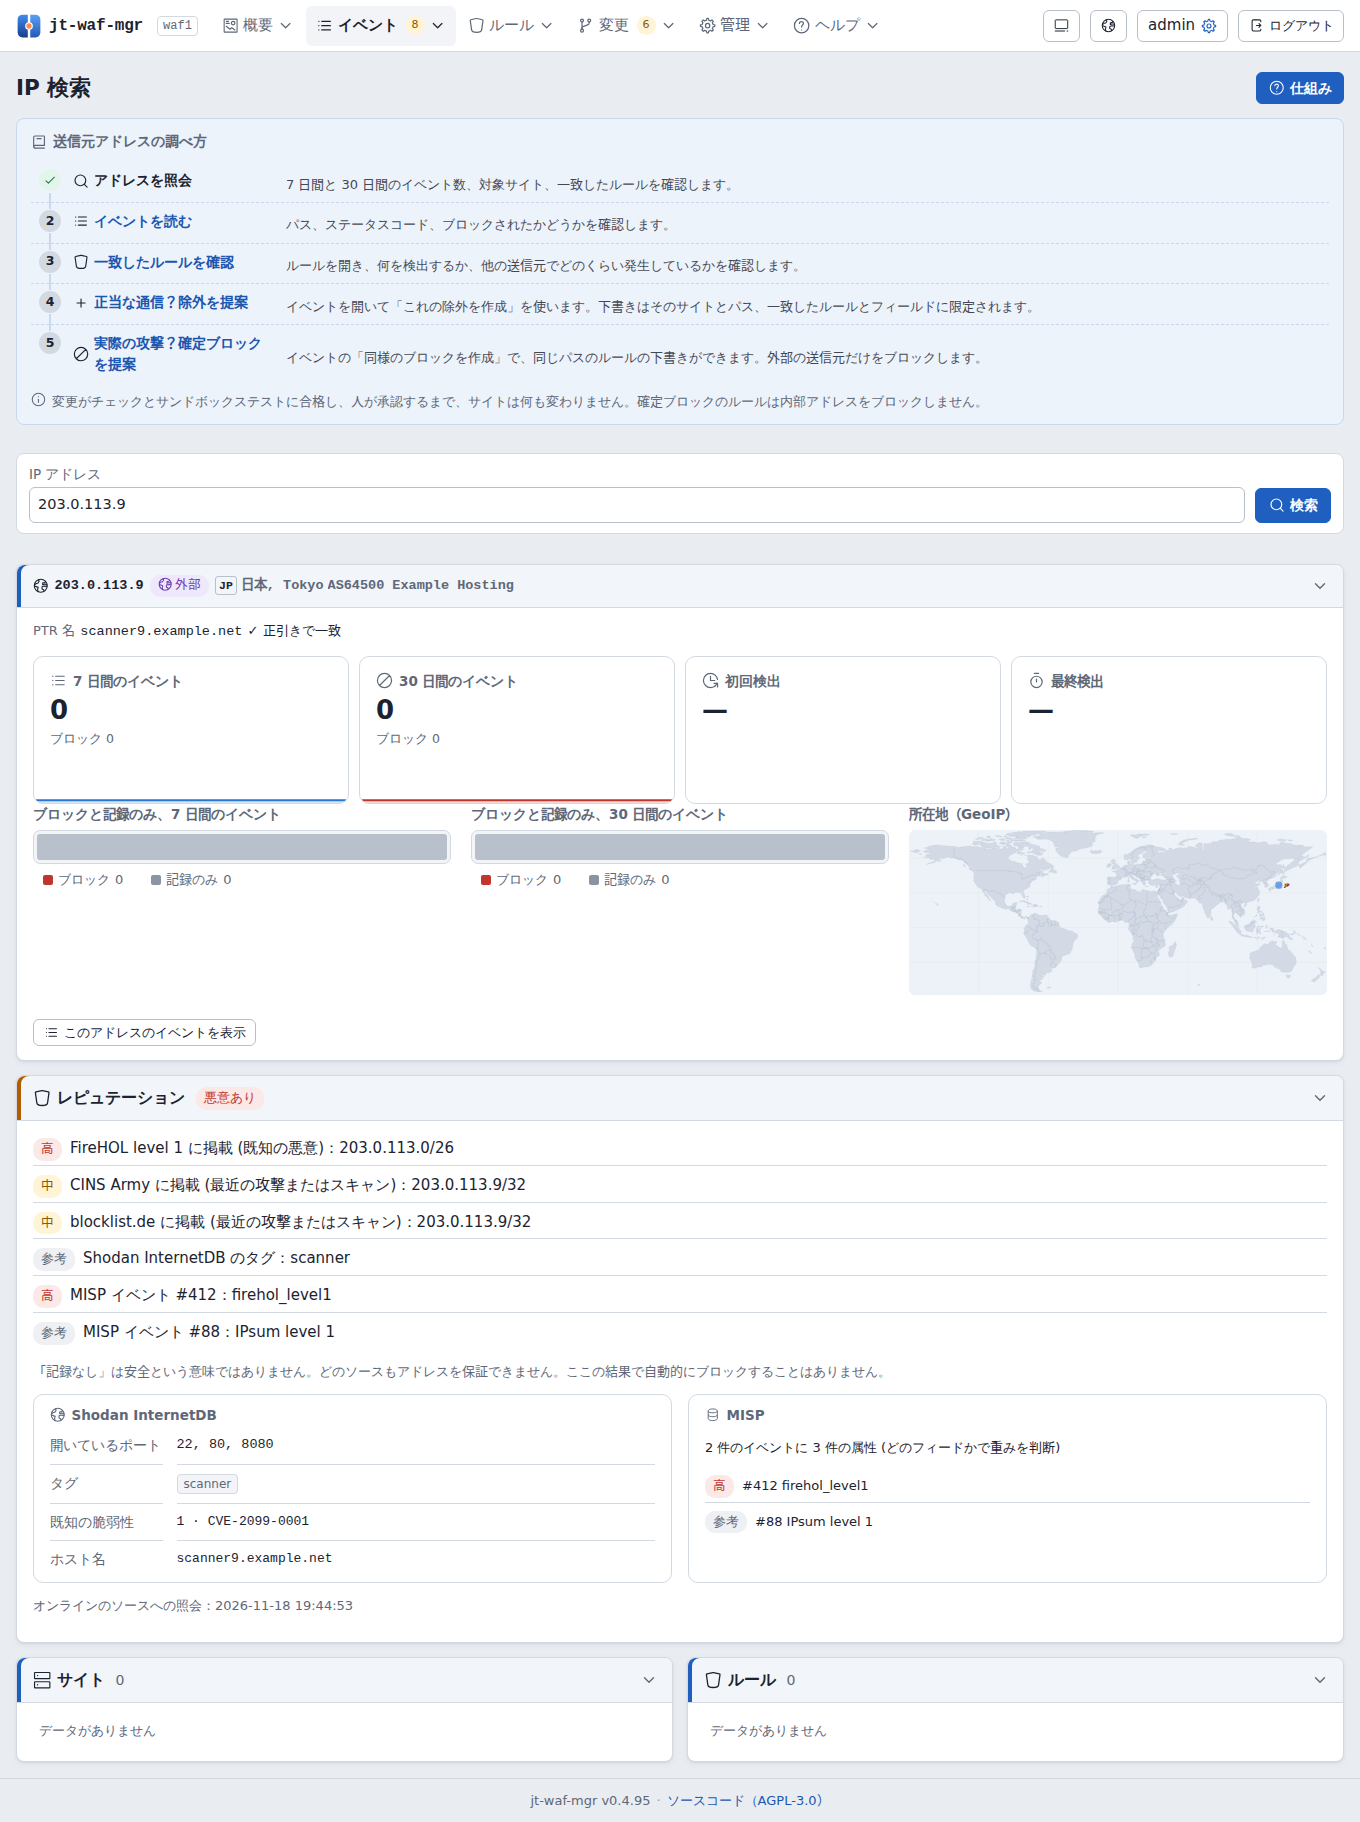 jt-waf-mgr waf1 概要 イベント 8 ルール 変更 6 管理 ヘルプ admin ログアウト
IP 検索
仕組み
送信元アドレスの調べ方
アドレスを照会 7 日間と 30 日間のイベント数、対象サイト、一致したルールを確認します。
2 イベントを読む パス、ステータスコード、ブロックされたかどうかを確認します。
3 一致したルールを確認 ルールを開き、何を検出するか、他の送信元でどのくらい発生しているかを確認します。
4 正当な通信？除外を提案 イベントを開いて「これの除外を作成」を使います。下書きはそのサイトとパス、一致したルールとフィールドに限定されます。
5 実際の攻撃？確定ブロックを提案 イベントの「同様のブロックを作成」で、同じパスのルールの下書きができます。外部の送信元だけをブロックします。
変更がチェックとサンドボックステストに合格し、人が承認するまで、サイトは何も変わりません。確定ブロックのルールは内部アドレスをブロックしません。
IP アドレス
203.0.113.9
検索
203.0.113.9 外部 JP 日本, Tokyo AS64500 Example Hosting
PTR 名 scanner9.example.net ✓ 正引きで一致
7 日間のイベント
0
ブロック 0
30 日間のイベント
0
ブロック 0
初回検出
—
最終検出
—
ブロックと記録のみ、7 日間のイベント
ブロック 0 記録のみ 0
ブロックと記録のみ、30 日間のイベント
ブロック 0 記録のみ 0
所在地（GeoIP）
JP
このアドレスのイベントを表示
レピュテーション 悪意あり
高 FireHOL level 1 に掲載 (既知の悪意)：203.0.113.0/26
中 CINS Army に掲載 (最近の攻撃またはスキャン)：203.0.113.9/32
中 blocklist.de に掲載 (最近の攻撃またはスキャン)：203.0.113.9/32
参考 Shodan InternetDB のタグ：scanner
高 MISP イベント #412：firehol_level1
参考 MISP イベント #88：IPsum level 1
「記録なし」は安全という意味ではありません。どのソースもアドレスを保証できません。ここの結果で自動的にブロックすることはありません。
Shodan InternetDB
開いているポート 22, 80, 8080
タグ scanner
既知の脆弱性 1 · CVE-2099-0001
ホスト名 scanner9.example.net
MISP
2 件のイベントに 3 件の属性 (どのフィードかで重みを判断)
高 #412 firehol_level1
参考 #88 IPsum level 1
オンラインのソースへの照会：2026-11-18 19:44:53
サイト 0
データがありません
ルール 0
データがありません
jt-waf-mgr v0.4.95 · ソースコード（AGPL-3.0）